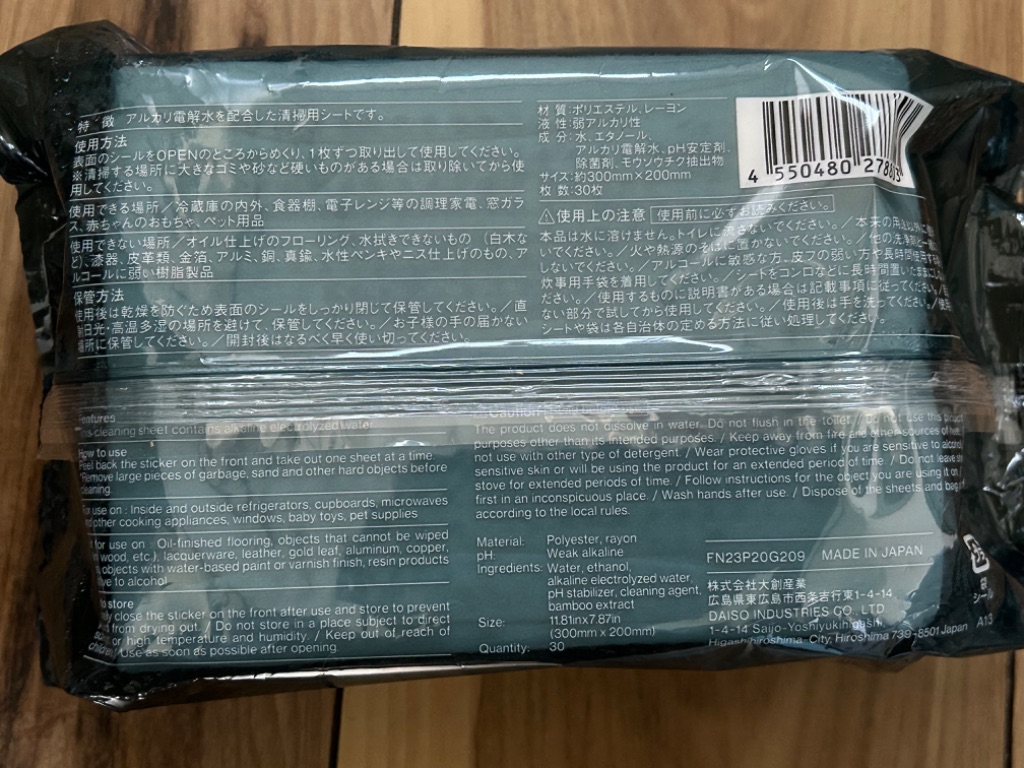 特 徴 アルカリ電解水を配合した清掃用シートです。
使用方法
表面のシールをOPENのところからめくり、1枚ずつ取り出して使用してください。
※清掃する場所に大きなゴミや砂など硬いものがある場合は取り除いてから使
用してください。
使用できる場所／冷蔵庫の内外、食器棚、電子レンジ等の調理家電、窓ガラ
ス、赤ちゃんのおもちゃ、ペット用品
使用できない場所／オイル仕上げのフローリング、水拭きできないもの （白木な
ど）、漆器、皮革類、金箔、アルミ、銅、真鍮、水性ペンキやニス仕上げのもの、ア
ルコールに弱い樹脂製品
保管方法
使用後は乾燥を防ぐため表面のシールをしっかり閉じて保管してください。／直
射日光・高温多湿の場所を避けて、保管してください。／お子様の手の届かない
場所に保管してください。／開封後はなるべく早く使い切ってください。
材 質：ポリエステル、レーヨン
液 性：弱アルカリ性
成 分：水、エタノール、
アルカリ電解水、pH安定剤、
除菌剤、モウソウチク抽出物
サイズ：約300mm×200mm
枚 数：30枚
4 550480 278803
⚠使用上の注意 使用前に必ずお読みください。
本品は水に溶けません。トイレに流さないでください。／本来の用途以外に使
わないでください。／火や熱源のそばに置かないでください。／他の洗浄剤と一緒に
しないでください。／アルコールに敏感な方、皮フの弱い方や長時間使用する
炊事用手袋を着用してください。／シートをコンロなどに長時間置いたままに
ださい。／使用するものに説明書がある場合は記載事項に従ってください。
ない部分で試してから使用してください。／使用後は手を洗ってください。／使用
シートや袋は各自治体の定める方法に従い処理してください。
Features
This cleaning sheet contains alkaline electrolyzed water
How to use
Peel back the sticker on the front and take out one sheet at a time.
*Remove large pieces of garbage, sand and other hard objects before
cleaning.
For use on : Inside and outside refrigerators, cupboards, microwaves
and other cooking appliances, windows, baby toys, pet supplies
for use on : Oil-finished flooring, objects that cannot be wiped
wood, etc.), lacquerware, leather, gold leaf, aluminum, copper,
objects with water-based paint or varnish finish, resin products
to alcohol
store
close the sticker on the front after use and to prevent
from drying out. / Do not store in a place subject to direct
or high temperature and humidity. / Keep out of reach of
children. / Use as soon as possible after opening.
Caution Read before
The product does not dissolve in water. Do not flush in the toilet. / Do not use this product
purposes other than its intended purposes. / Keep away from fire and other sources of heat.
not use with other type of detergent. / Wear protective gloves if you are sensitive to alcohol
sensitive skin or will be using the product for an extended period of time. / Do not leave
stove for extended periods of time. / Follow instructions for the object you are using it on
first in an inconspicuous place. / Wash hands after use. / Dispose of the sheets and bag
according to the local rules.
Material: Polyester, rayon
pH: Weak alkaline
Ingredients: Water, ethanol,
alkaline electrolyzed water,
pH stabilizer, cleaning agent,
bamboo extract
Size: 11.81inx7.87in
(300mm x 200mm)
Quantity: 30
FN23P20G209 MADE IN JAPAN
株式会社大創産業
広島県東広島市西条吉行東1-4-14
DAISO INDUSTRIES CO., LTD.
1-4-14 Saijo-Yoshiyukihigashi,
Higashihiroshima City, Hiroshima 739-8501 Japan
A13